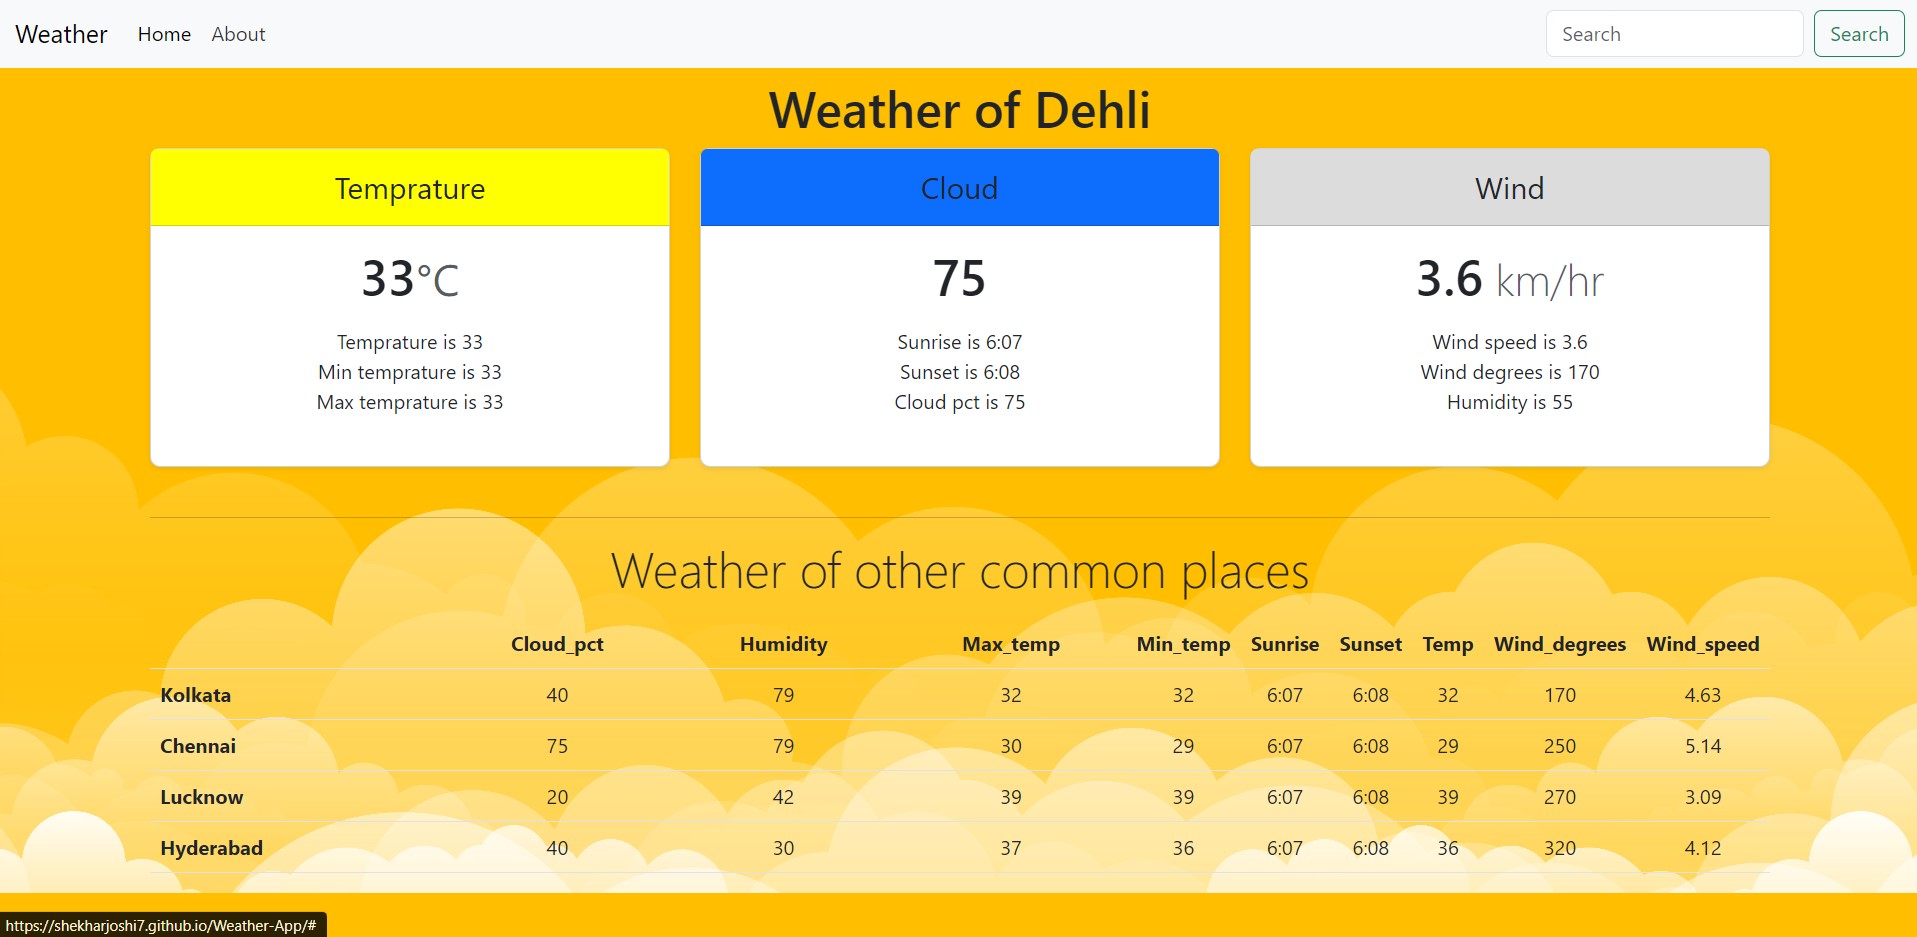 Weather Home About Search Search
Weather of Dehli
Temprature
33°C
Temprature is 33
Min temprature is 33
Max temprature is 33
Cloud
75
Sunrise is 6:07
Sunset is 6:08
Cloud pct is 75
Wind
3.6 km/hr
Wind speed is 3.6
Wind degrees is 170
Humidity is 55
Weather of other common places
Cloud_pct Humidity Max_temp Min_temp Sunrise Sunset Temp Wind_degrees Wind_speed
Kolkata 40 79 32 32 6:07 6:08 32 170 4.63
Chennai 75 79 30 29 6:07 6:08 29 250 5.14
Lucknow 20 42 39 39 6:07 6:08 39 270 3.09
Hyderabad 40 30 37 36 6:07 6:08 36 320 4.12
https://shekharjoshi7.github.io/Weather-App/#